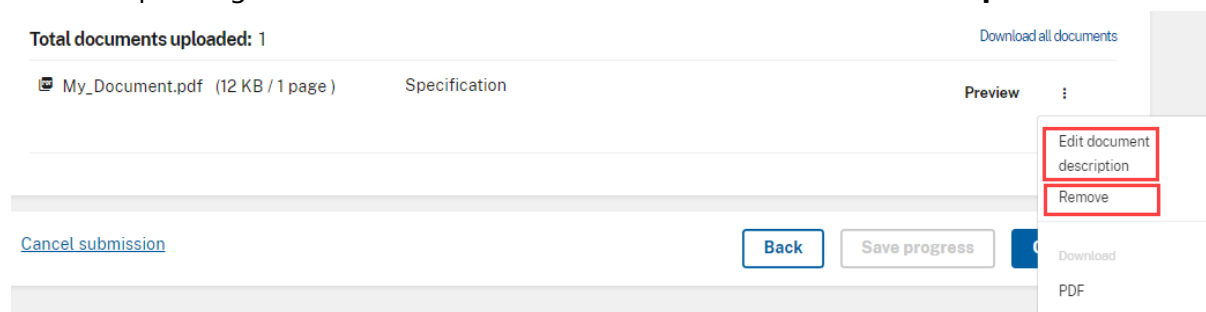 Total documents uploaded: 1
Download all documents
My_Document.pdf (12 KB / 1 page )
Specification
Preview
Edit document
description
Remove
Cancel submission
Back
Save progress
Download
PDF